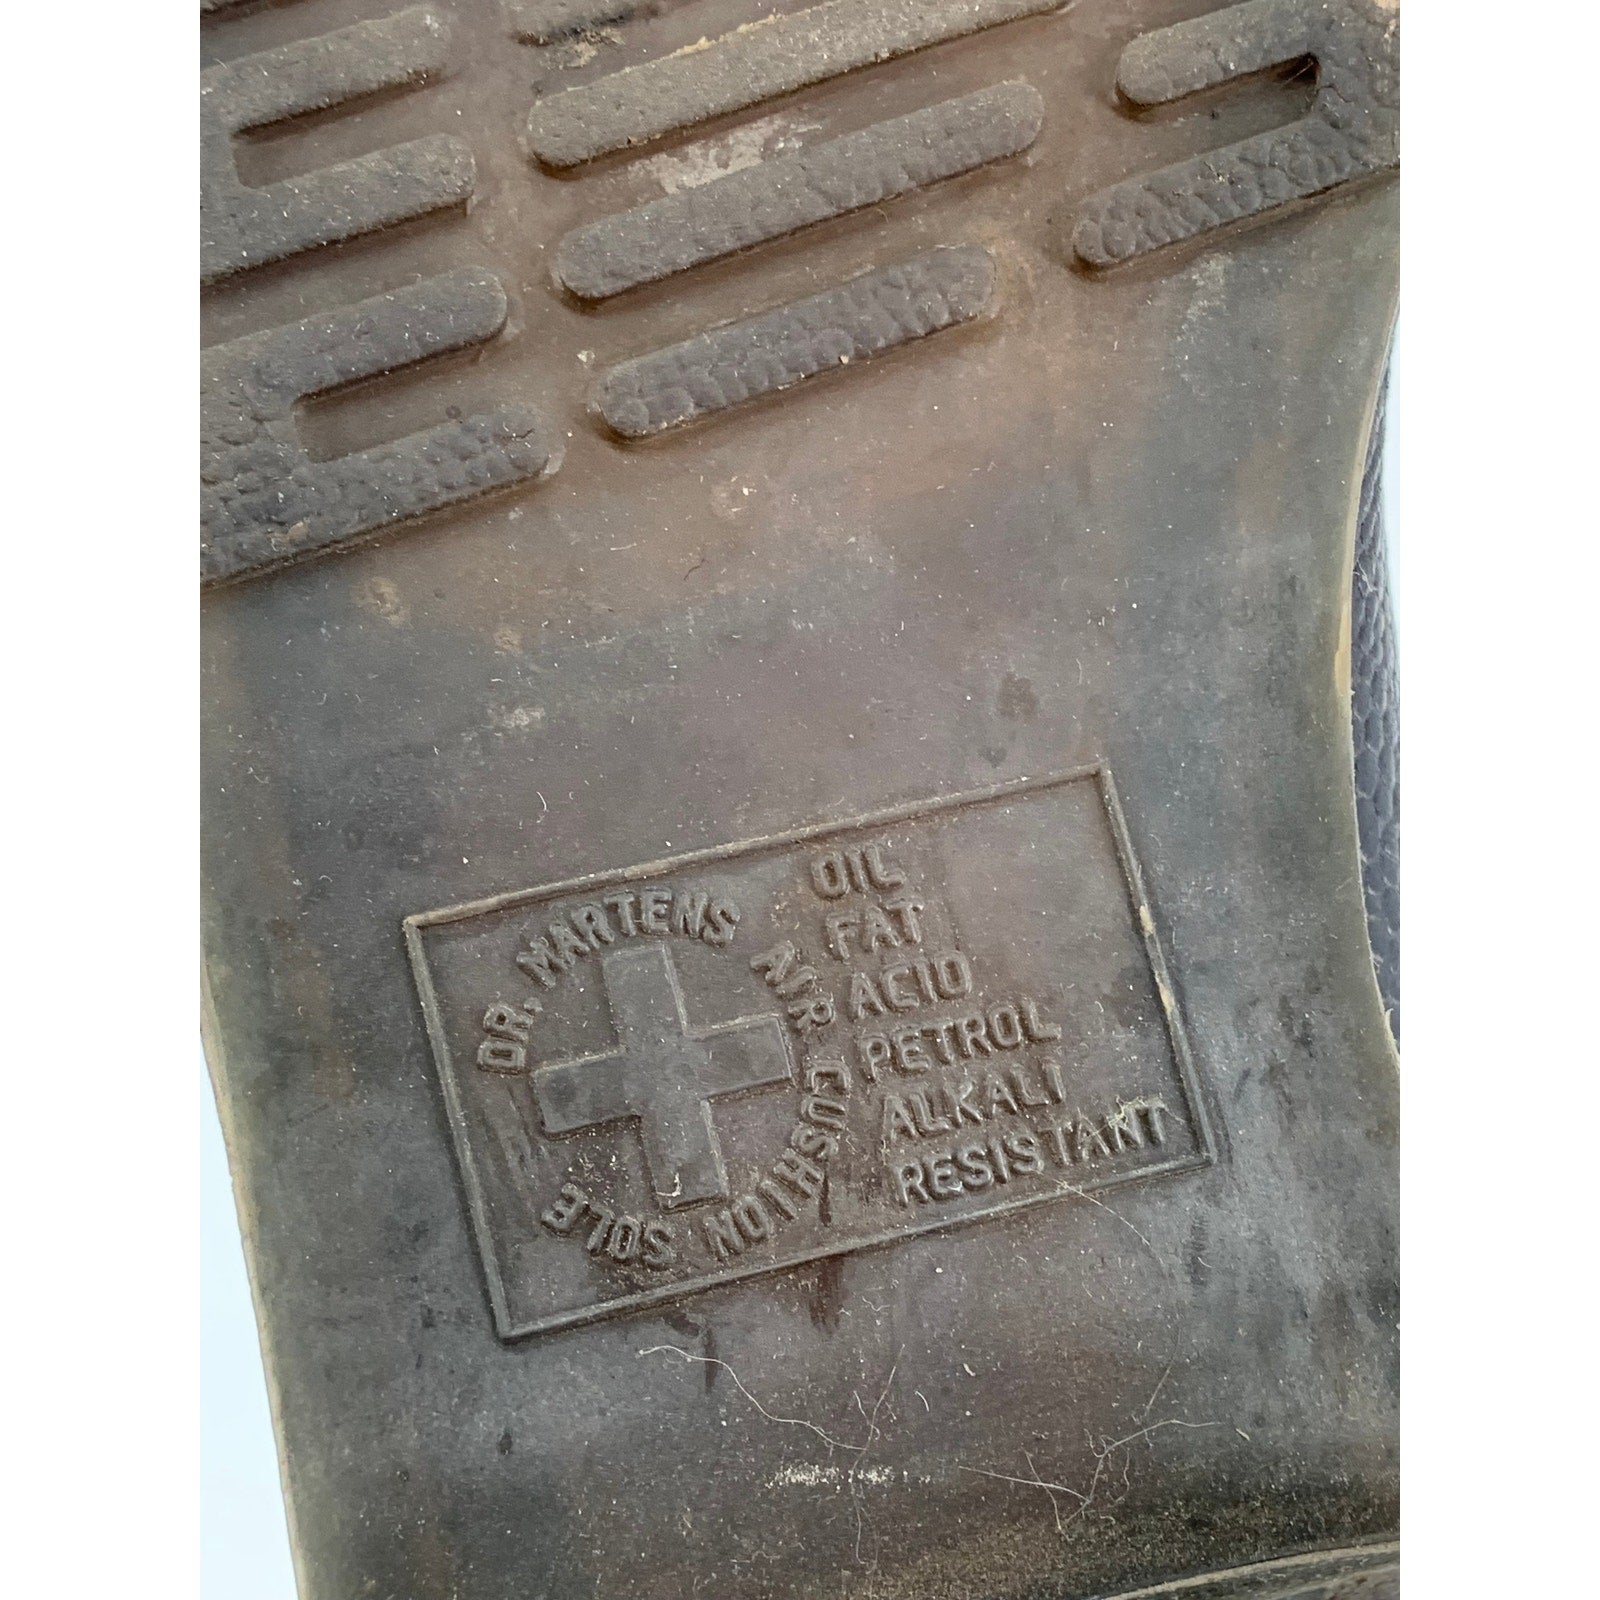 DR. MARTENS AIR CUSHION SOLE
OIL
FAT
ACID
PETROL
ALKALI
RESISTANT